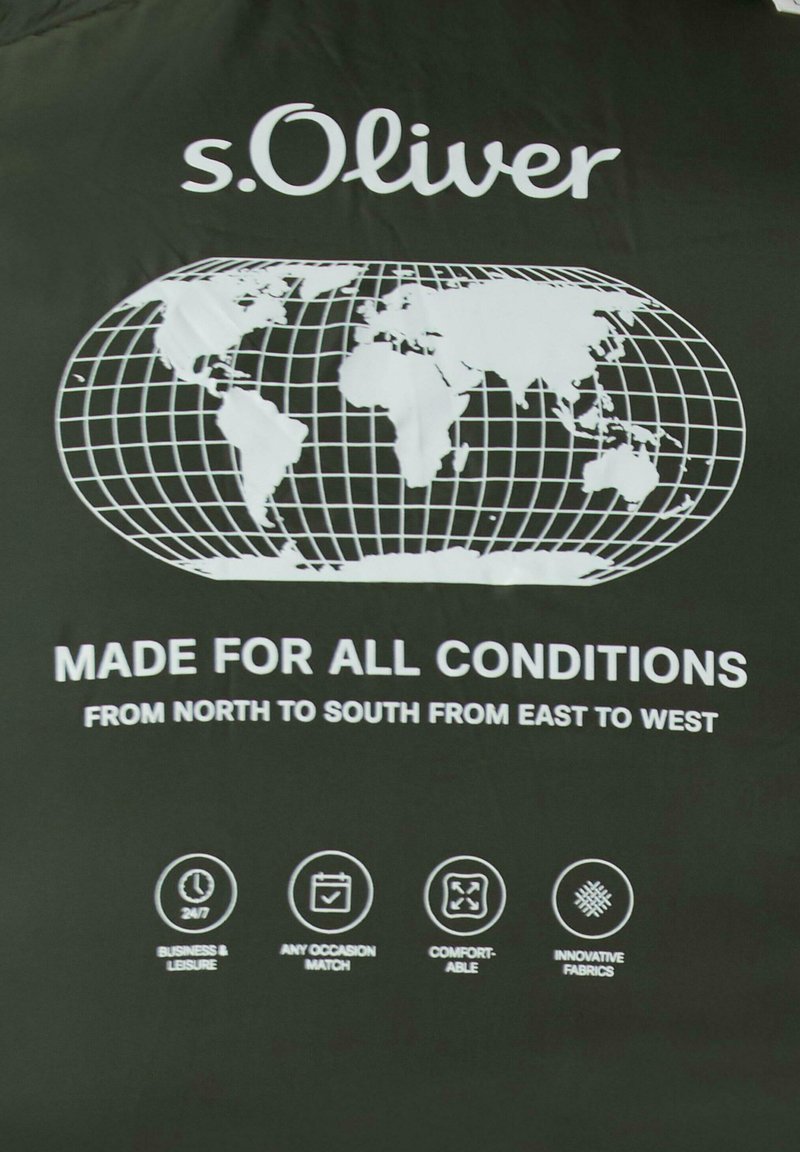 s.Oliver
MADE FOR ALL CONDITIONS
FROM NORTH TO SOUTH FROM EAST TO WEST
24/7
BUSINESS &
LEISURE
ANY OCCASION
MATCH
COMFORT-
ABLE
INNOVATIVE
FABRICS